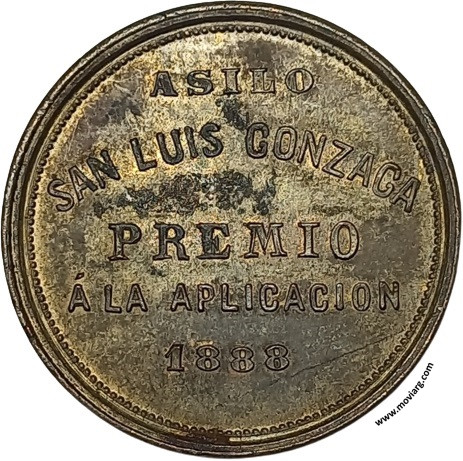 ASILO
SAN LUIS GONZAGA
PREMIO
Á LA APLICACION
1888
www.moviarg.com